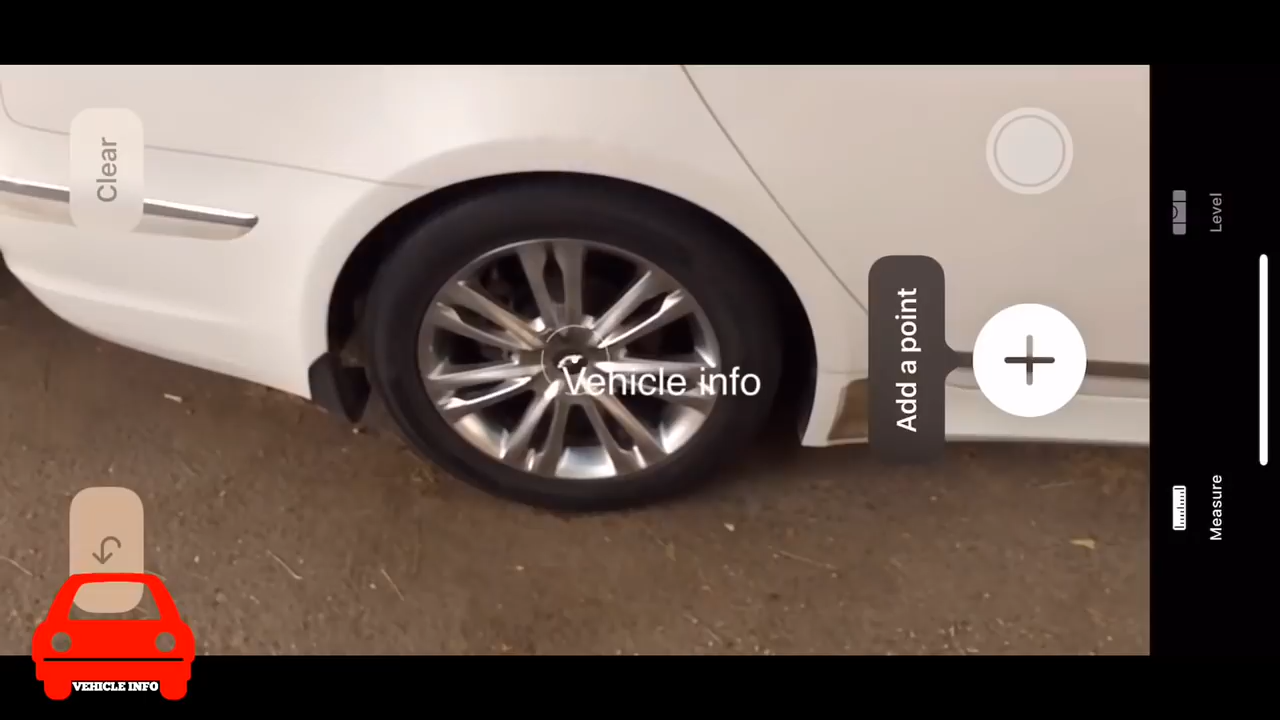 Clear
Level
Add a point
Vehicle info
Measure
VEHICLE INFO